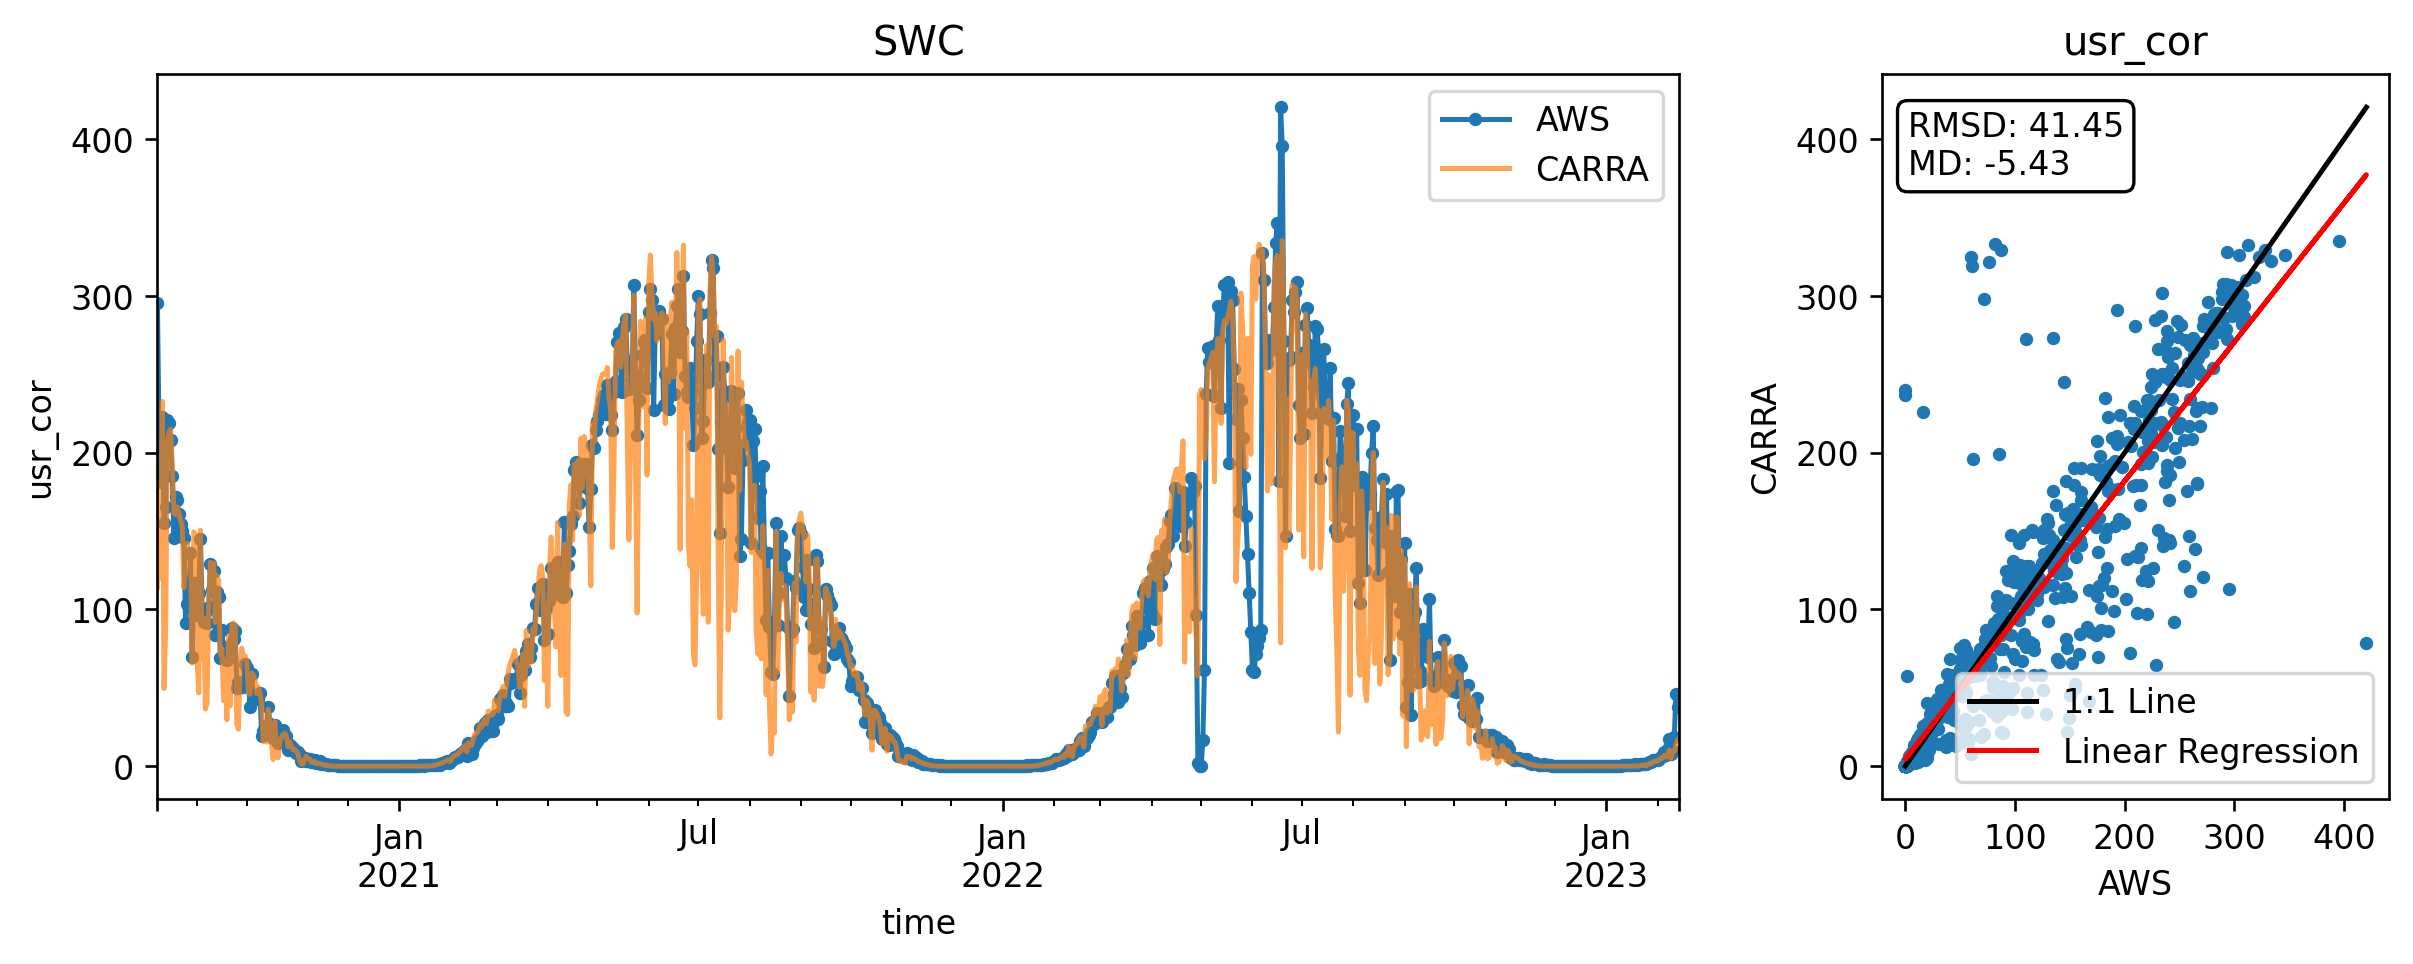 SWC
usr_cor
400
300
200
100
0
AWS
CARRA
Jan
2021
Jul
Jan
2022
Jul
Jan
2023
time
usr_cor
CARRA
400
300
200
100
0
RMSD: 41.45
MD: -5.43
1:1 Line
Linear Regression
0 100 200 300 400
AWS